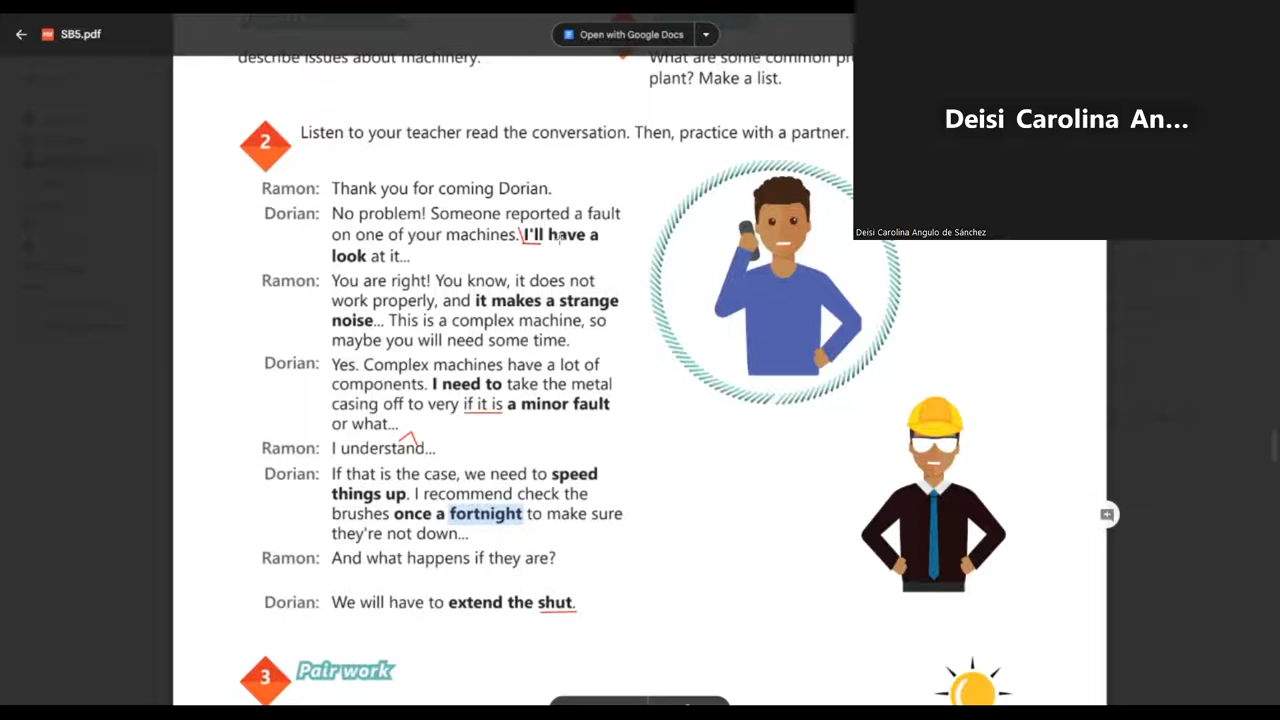 SB5.pdf
Open with Google Docs
describe issues about machinery.
What are some common
plant? Make a list.
Deisi Carolina An...
Deisi Carolina Angulo de Sánchez
2
Listen to your teacher read the conversation. Then, practice with a partner.
Ramon: Thank you for coming Dorian.
Dorian: No problem! Someone reported a fault
on one of your machines. I'll have a
look at it...
Ramon: You are right! You know, it does not
work properly, and it makes a strange
noise... This is a complex machine, so
maybe you will need some time.
Dorian: Yes. Complex machines have a lot of
components. I need to take the metal
casing off to very if it is a minor fault
or what...
Ramon: I understand...
Dorian: If that is the case, we need to speed
things up. I recommend check the
brushes once a fortnight to make sure
they're not down...
Ramon: And what happens if they are?
Dorian: We will have to extend the shut.
3
Pair work